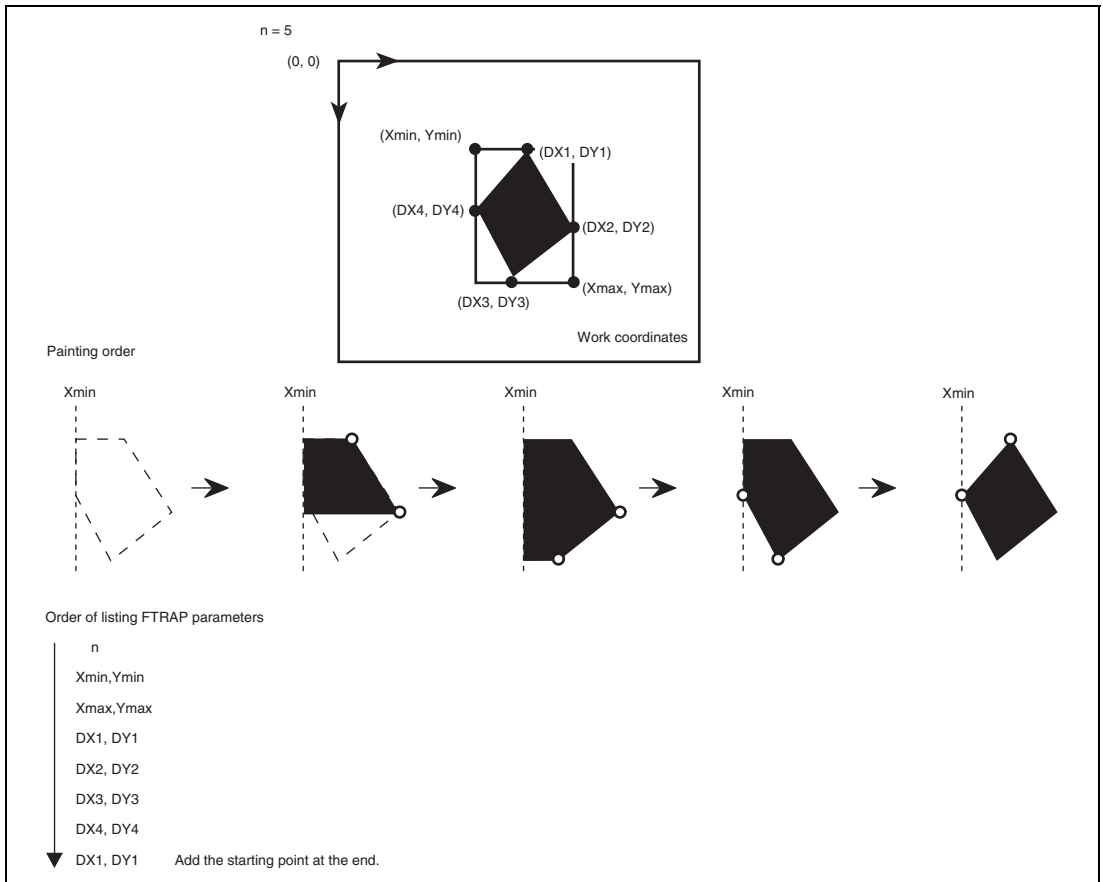 n = 5
(0, 0)
(Xmin, Ymin)
(DX1, DY1)
(DX4, DY4)
(DX2, DY2)
(Xmax, Ymax)
(DX3, DY3)
Work coordinates
Painting order
Xmin Xmin Xmin Xmin Xmin
Order of listing FTRAP parameters
n
Xmin,Ymin
Xmax,Ymax
DX1, DY1
DX2, DY2
DX3, DY3
DX4, DY4
DX1, DY1 Add the starting point at the end.